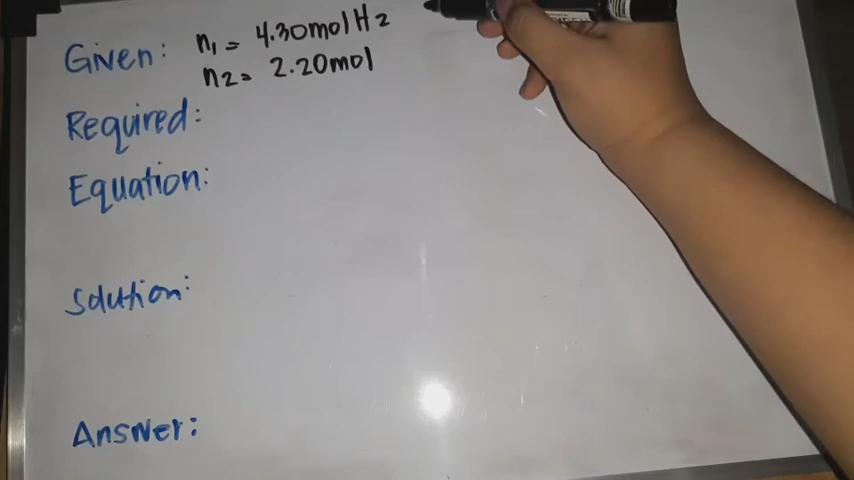 Given: n1 = 4.30mol H2
n2 = 2.20mol
Required:
Equation:
Solution:
Answer: